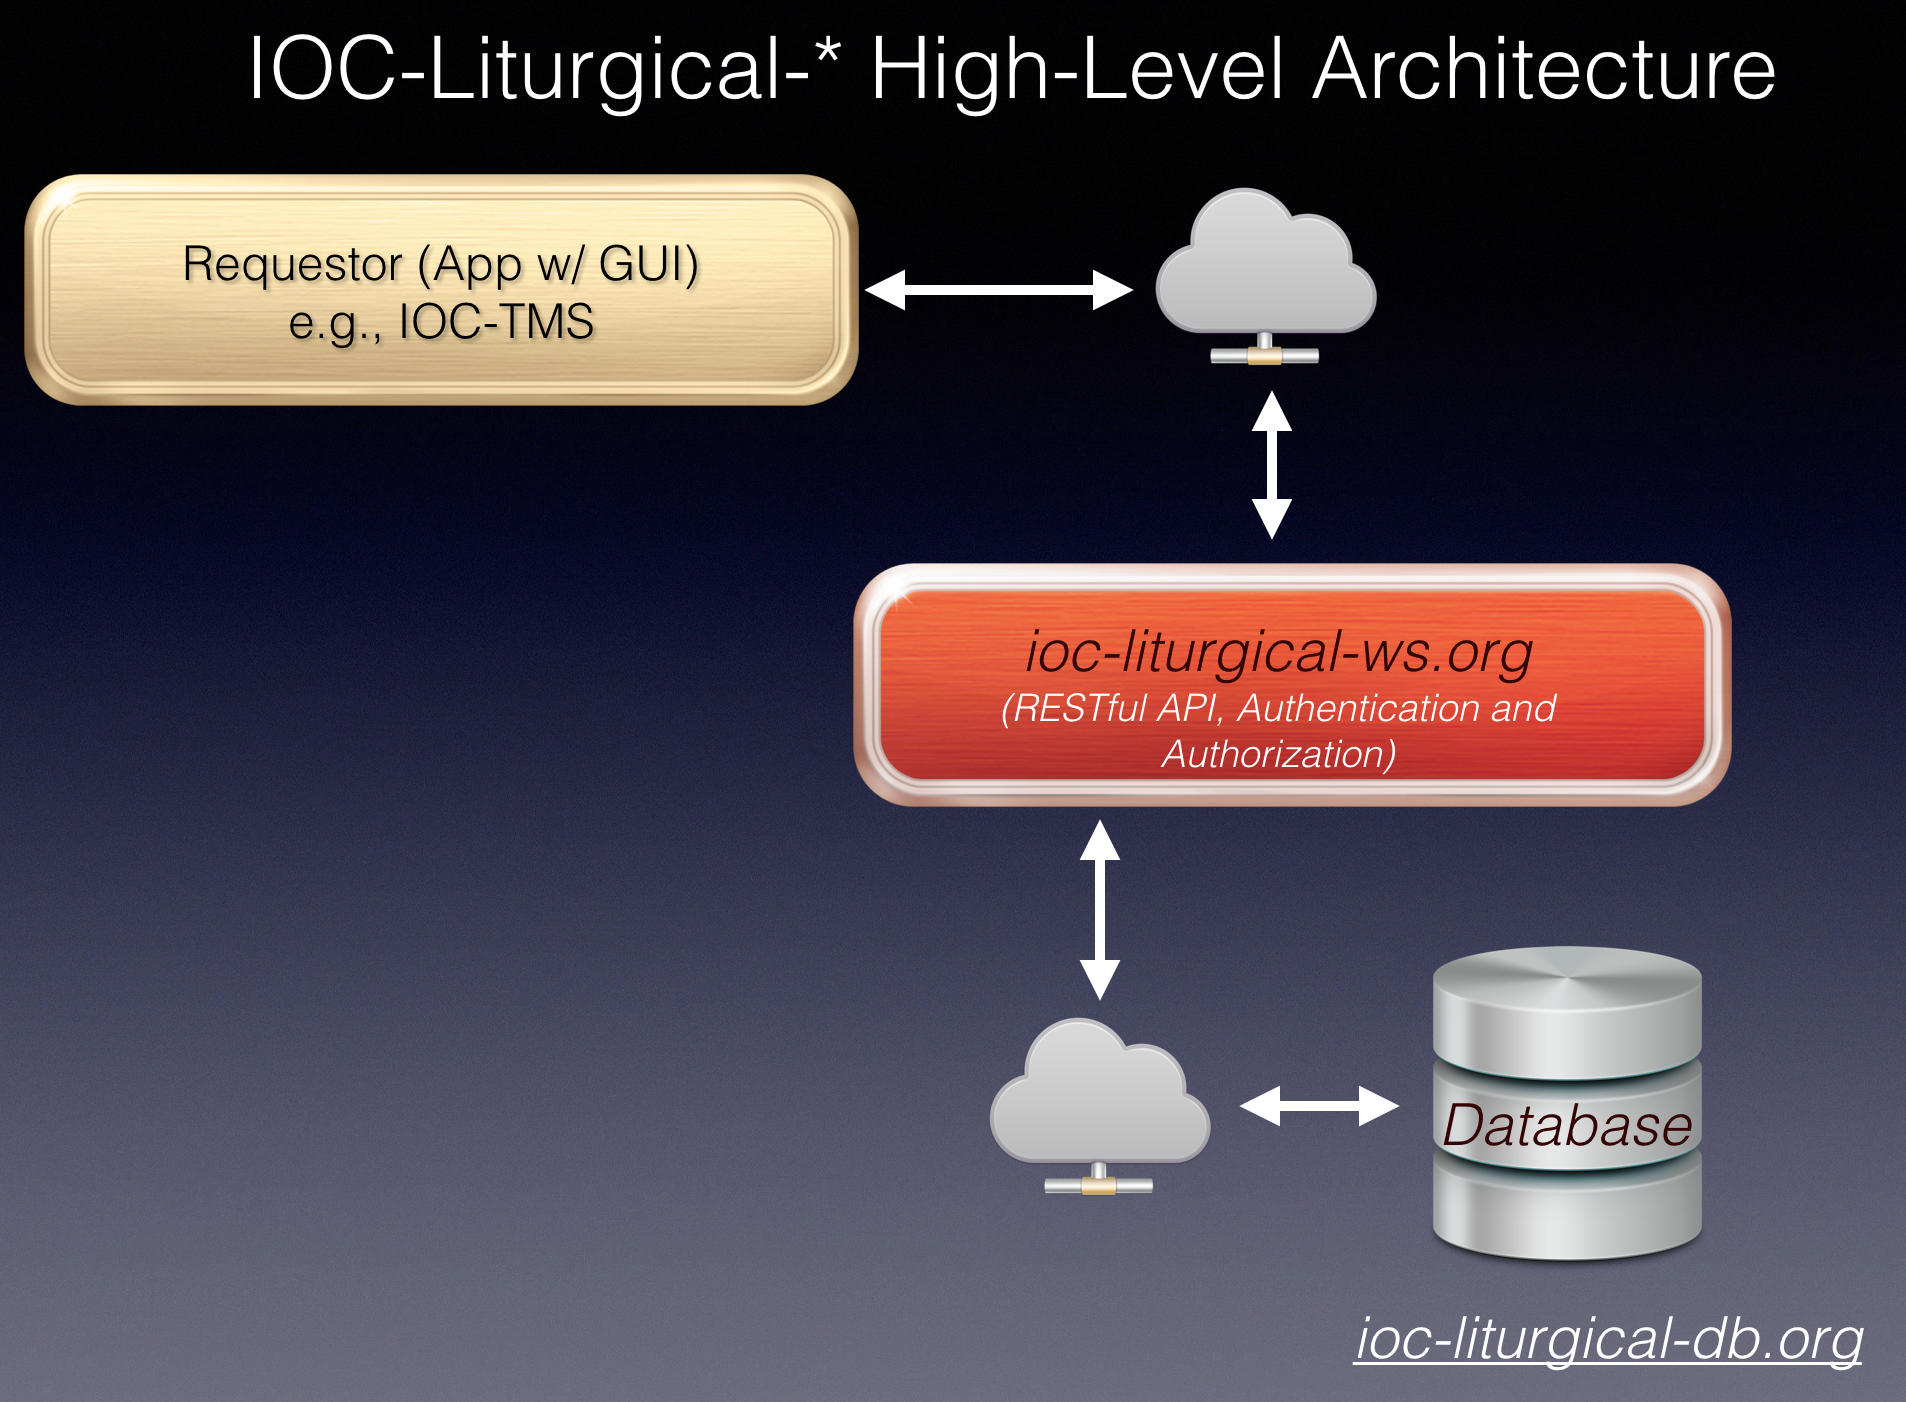 IOC-Liturgical-* High-Level Architecture
Requestor (App w/ GUI)
e.g., IOC-TMS
ioc-liturgical-ws.org
(RESTful API, Authentication and
Authorization)
Database
ioc-liturgical-db.org